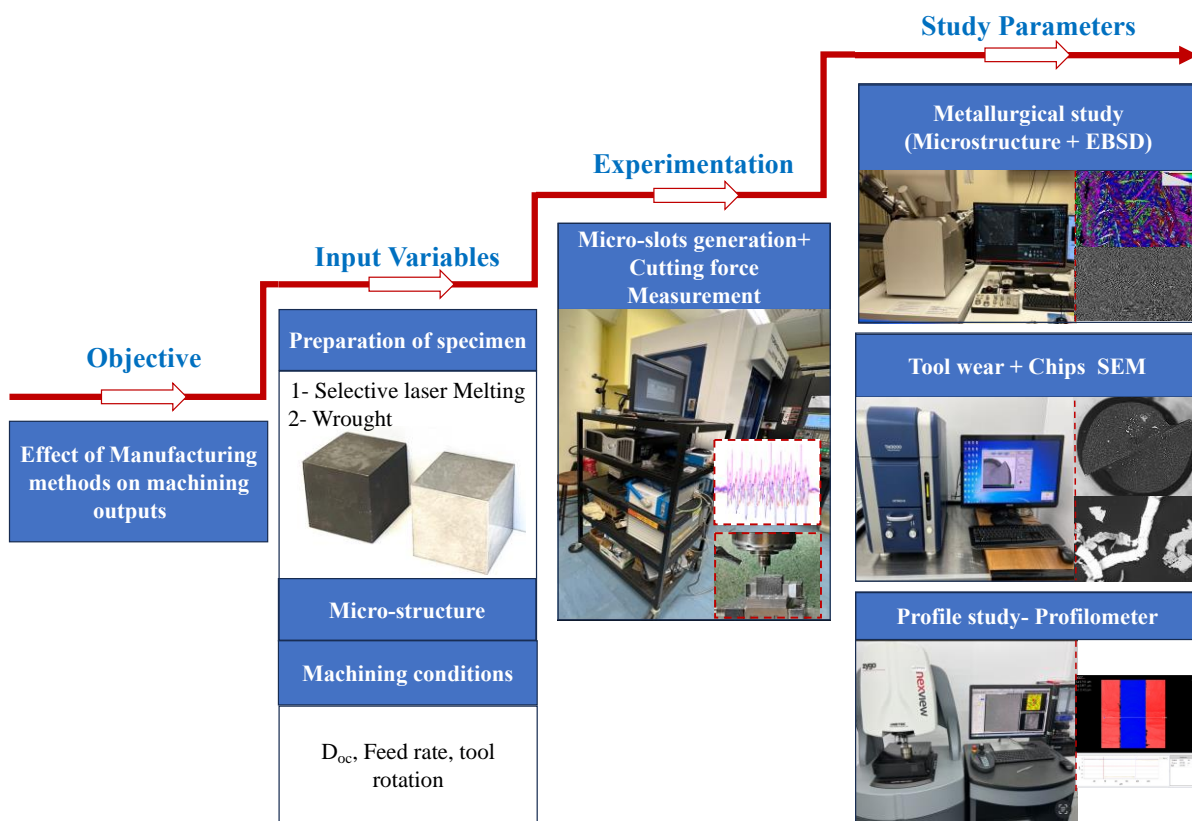 Study Parameters
Metallurgical study
(Microstructure + EBSD)
Experimentation
Micro-slots generation+
Cutting force
Measurement
Input Variables
Preparation of specimen
1- Selective laser Melting
2- Wrought
Objective
Effect of Manufacturing
methods on machining
outputs
Micro-structure
Machining conditions
Doc, Feed rate, tool
rotation
Tool wear + Chips  SEM
Profile study- Profilometer
zygo
nexview